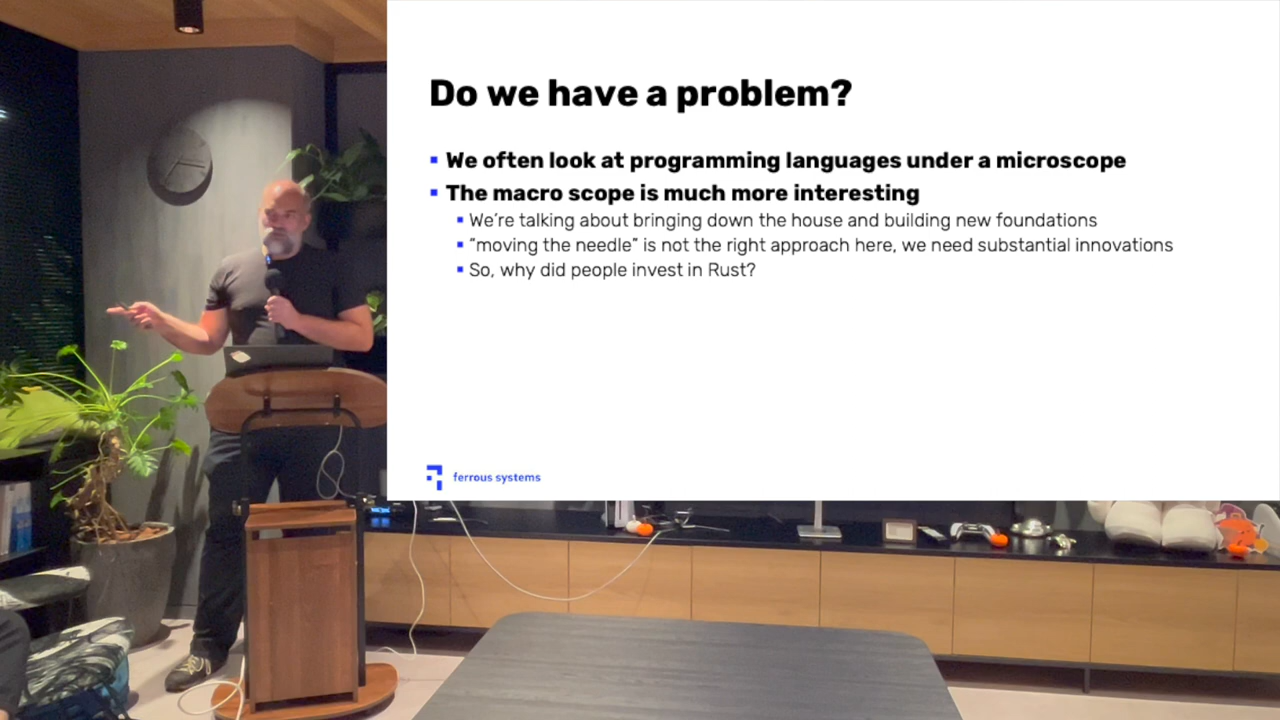 Do we have a problem?
We often look at programming languages under a microscope
The macro scope is much more interesting
We’re talking about bringing down the house and building new foundations
“moving the needle” is not the right approach here, we need substantial innovations
So, why did people invest in Rust?
ferrous systems